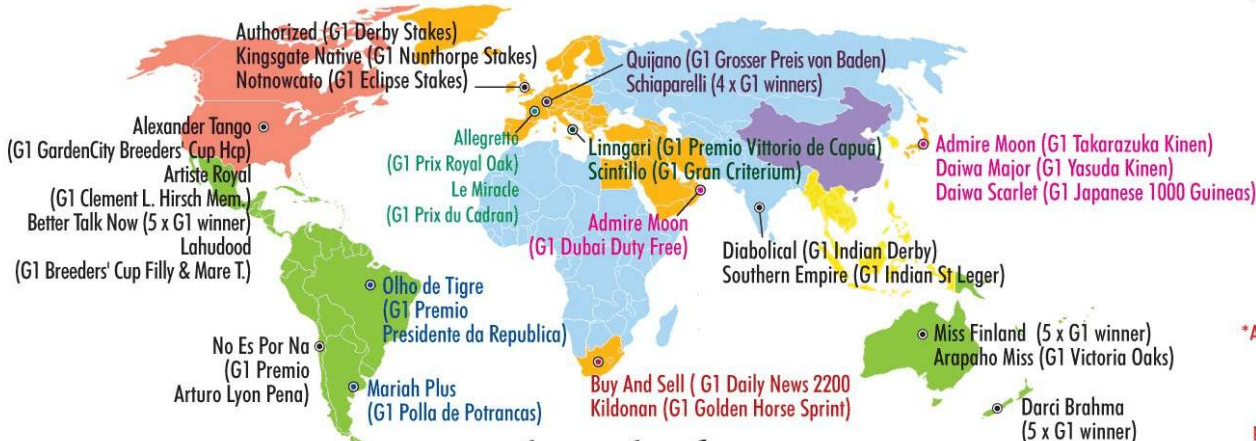 Authorized (G1 Derby Stakes)
Kingsgate Native (G1 Nunthorpe Stakes)
Notnowcato (G1 Eclipse Stakes)
Quijano (G1 Grosser Preis von Baden)
Schiaparelli (4 x G1 winners)
Alexander Tango
(G1 GardenCity Breeders' Cup Hcp)
Artiste Royal
(G1 Clement L. Hirsch Mem.)
Better Talk Now (5 x G1 winner)
Lahudood
(G1 Breeders' Cup Filly & Mare T.)
Allegretto
(G1 Prix Royal Oak)
Le Miracle
(G1 Prix du Cadran)
Linngari (G1 Premio Vittorio de Capua)
Scintillo (G1 Gran Criterium)
Admire Moon (G1 Takarazuka Kinen)
Daiwa Major (G1 Yasuda Kinen)
Daiwa Scarlet (G1 Japanese 1000 Guineas)
Admire Moon
(G1 Dubai Duty Free)
Diabolical (G1 Indian Derby)
Southern Empire (G1 Indian St Leger)
Olho de Tigre
(G1 Premio
Presidente da Republica)
No Es Por Na
(G1 Premio
Arturo Lyon Pena)
Mariah Plus
(G1 Polla de Potrancas)
Buy And Sell ( G1 Daily News 2200
Kildonan (G1 Golden Horse Sprint)
Miss Finland (5 x G1 winner)
Arapaho Miss (G1 Victoria Oaks)
Darci Brahma
(5 x G1 winner)